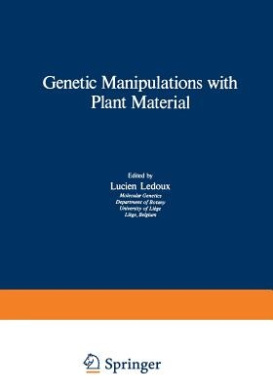 Genetic Manipulations with
Plant Material
Edited by
Lucien Ledoux
Molecular Genetics
Department of Botany
University of Liège
Liège, Belgium
Springer